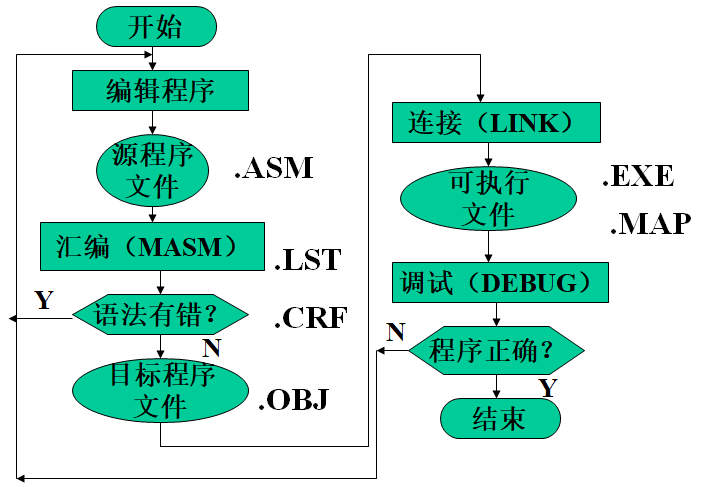 开始
编辑程序
源程序
文件
.ASM
汇编（MASM）
.LST
Y
语法有错？
.CRF
N
目标程序
文件
.OBJ
连接（LINK）
可执行
文件
.EXE
.MAP
调试（DEBUG）
N
程序正确？
Y
结束